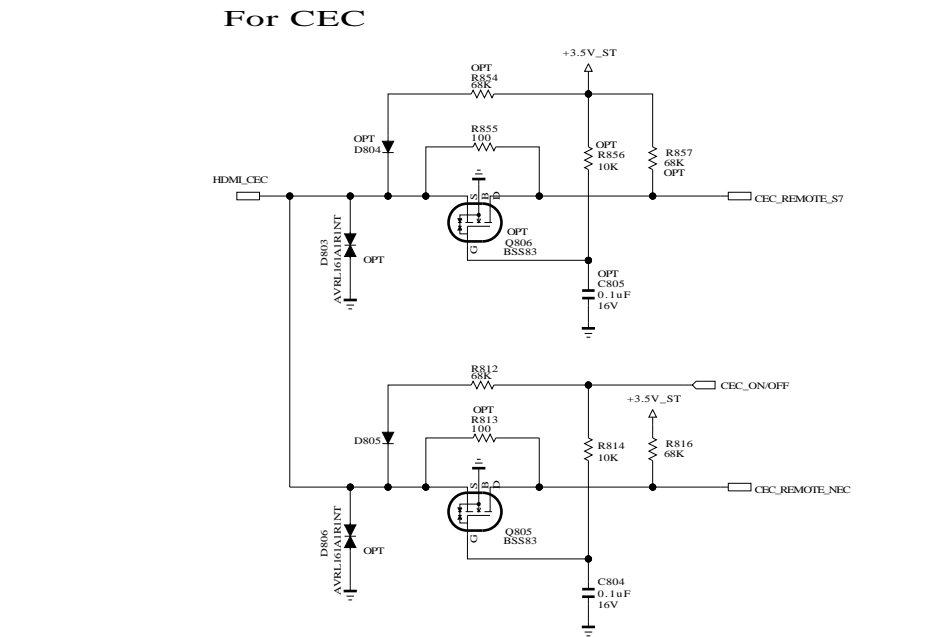 For CEC
+3.5V_ST
OPT
R854
68K
OPT
D804
R855
100
OPT
R856
10K
R857
68K
OPT
HDMI_CEC
CEC_REMOTE_S7
S
B
D
G
OPT
Q806
BSS83
D803
AVRL161A1R1NT
OPT
OPT
C805
0.1uF
16V
R812
68K
CEC_ON/OFF
+3.5V_ST
OPT
R813
100
D805
R814
10K
R816
68K
CEC_REMOTE_NEC
S
B
D
G
Q805
BSS83
D806
AVRL161A1R1NT
OPT
C804
0.1uF
16V